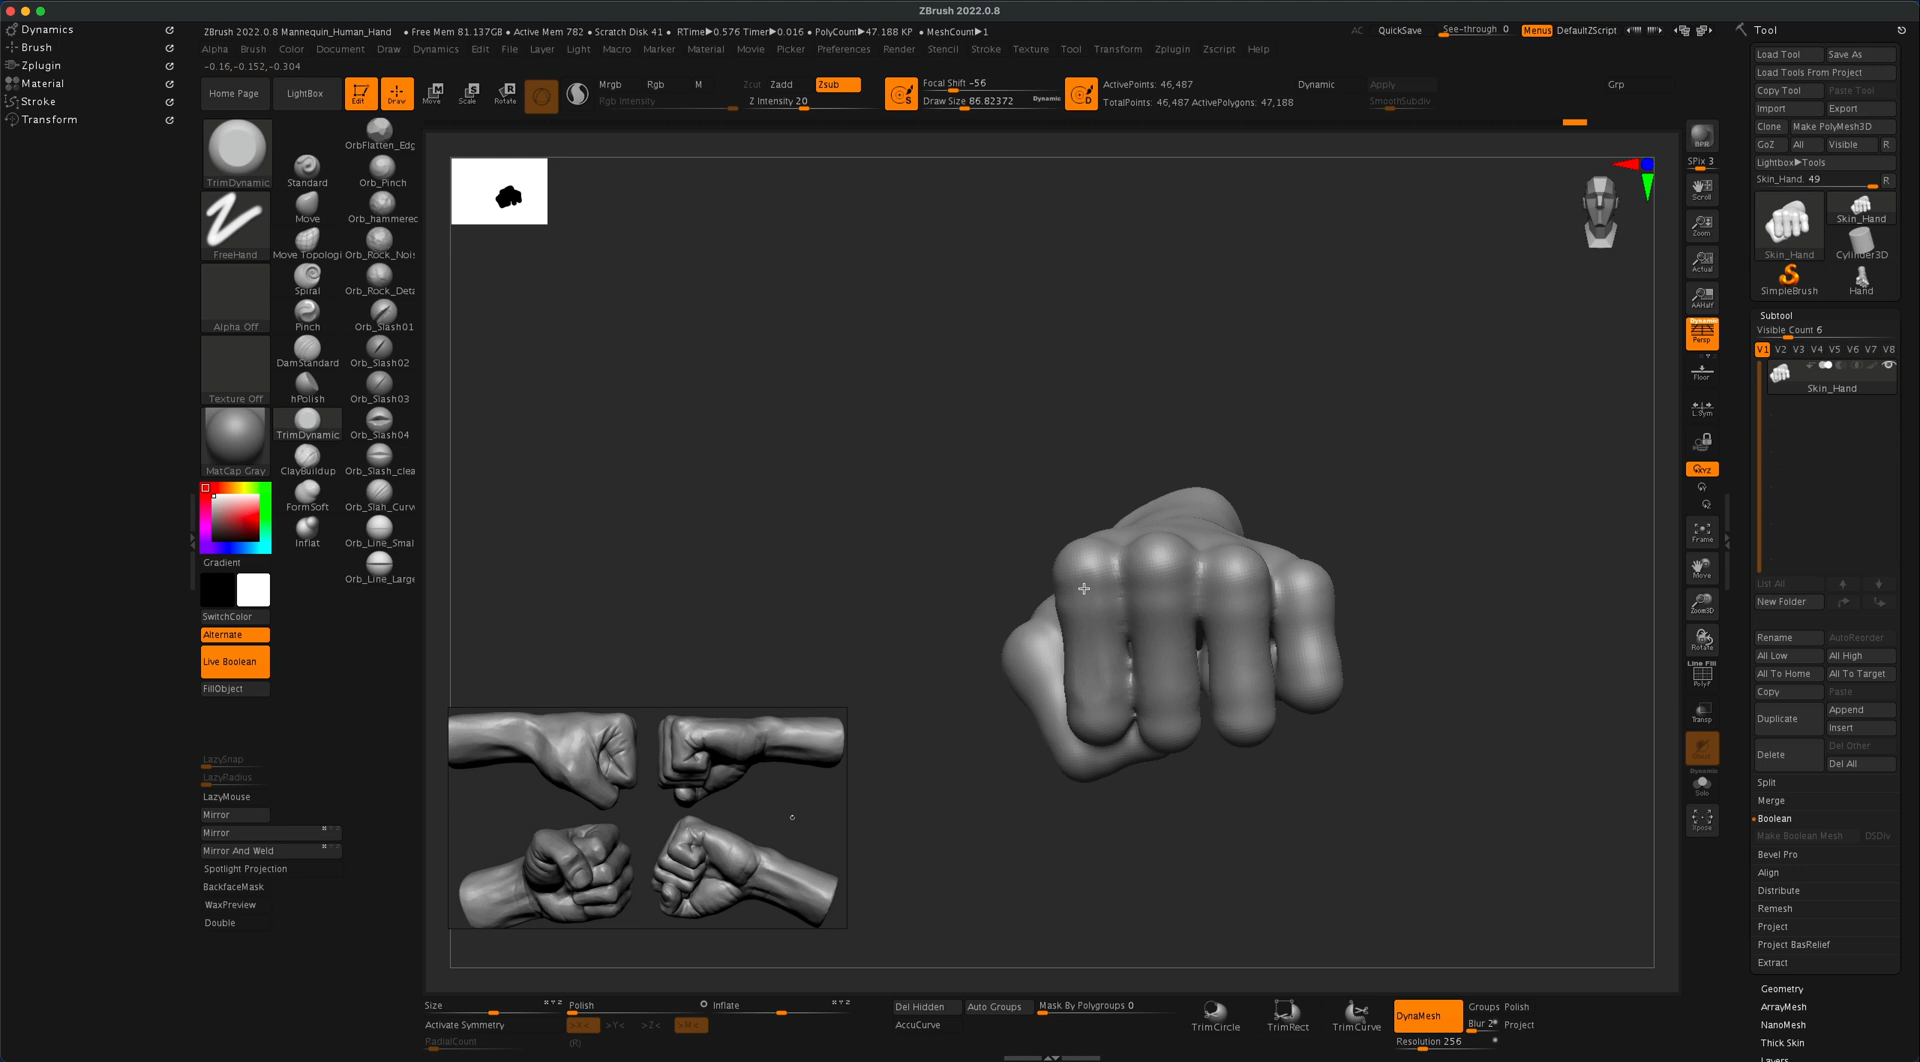 ZBrush 2022.0.8
Dynamics
Brush
Zplugin
Material
Stroke
Transform
ZBrush 2022.0.8 Mannequin_Human_Hand • Free Mem 81.137GB • Active Mem 782 • Scratch Disk 41 • RTime▶0.576 Timer▶0.016 • PolyCount▶47.188 KP • MeshCount▶1
AC QuickSave See-through 0 Menus DefaultZScript
Alpha Brush Color Document Draw Dynamics Edit File Layer Light Macro Marker Material Movie Picker Preferences Render Stencil Stroke Texture Tool Transform Zplugin Zscript Help
-0.16,-0.152,-0.304
Home Page LightBox Edit Draw Move Scale Rotate
Mrgb Rgb M Zcut Zadd Zsub
Rgb Intensity Z Intensity 20
Focal Shift -56
Draw Size 86.82372 Dynamic
ActivePoints: 46,487
TotalPoints: 46,487 ActivePolygons: 47,188
Dynamic Apply
SmoothSubdiv
Grp
TrimDynamic
FreeHand
Alpha Off
Texture Off
MatCap Gray
Gradient
SwitchColor
Alternate
Live Boolean
FillObject
LazySnap
LazyRadius
LazyMouse
Mirror
Mirror
Mirror And Weld
Spotlight Projection
BackfaceMask
WaxPreview
Double
Standard
Move
Move Topologi
Spiral
Pinch
DamStandard
hPolish
TrimDynamic
ClayBuildup
FormSoft
Inflat
OrbFlatten_Edg
Orb_Pinch
Orb_hammered
Orb_Rock_Nois
Orb_Rock_Deta
Orb_Slash01
Orb_Slash02
Orb_Slash03
Orb_Slash04
Orb_Slash_clea
Orb_Slah_Curv
Orb_Line_Smal
Orb_Line_Large
BPR
SPix 3
Scroll
Zoom
Actual
AAHalf
Dynamic
Persp
Floor
L.Sym
XYZ
Frame
Move
Zoom3D
Rotate
Line Fill
PolyF
Transp
Ghost
Dynamic
Solo
Xpose
Tool
Load Tool Save As
Load Tools From Project
Copy Tool Paste Tool
Import Export
Clone Make PolyMesh3D
GoZ All Visible R
Lightbox▶Tools
Skin_Hand. 49 R
Skin_Hand
Skin_Hand
Cylinder3D
SimpleBrush
Hand
Subtool
Visible Count 6
V1 V2 V3 V4 V5 V6 V7 V8
Skin_Hand
List All
New Folder
Rename AutoReorder
All Low All High
All To Home All To Target
Copy Paste
Duplicate Append
Insert
Delete Del Other
Del All
Split
Merge
Boolean
Make Boolean Mesh DSDiv
Bevel Pro
Align
Distribute
Remesh
Project
Project BasRelief
Extract
Geometry
ArrayMesh
NanoMesh
Thick Skin
Layers
Size Polish Inflate
Activate Symmetry >X< >Y< >Z< >M<
RadialCount (R)
Del Hidden Auto Groups Mask By Polygroups 0
AccuCurve
TrimCircle TrimRect TrimCurve
DynaMesh Groups Polish
Blur 2 Project
Resolution 256